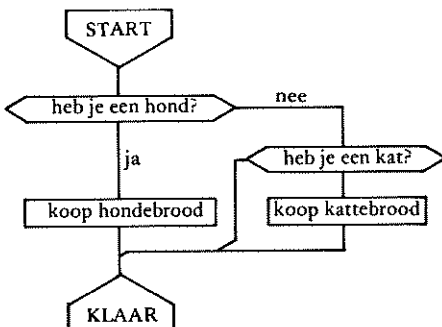 START
heb je een hond?
nee
ja
heb je een kat?
koop hondebrood
koop kattebrood
KLAAR